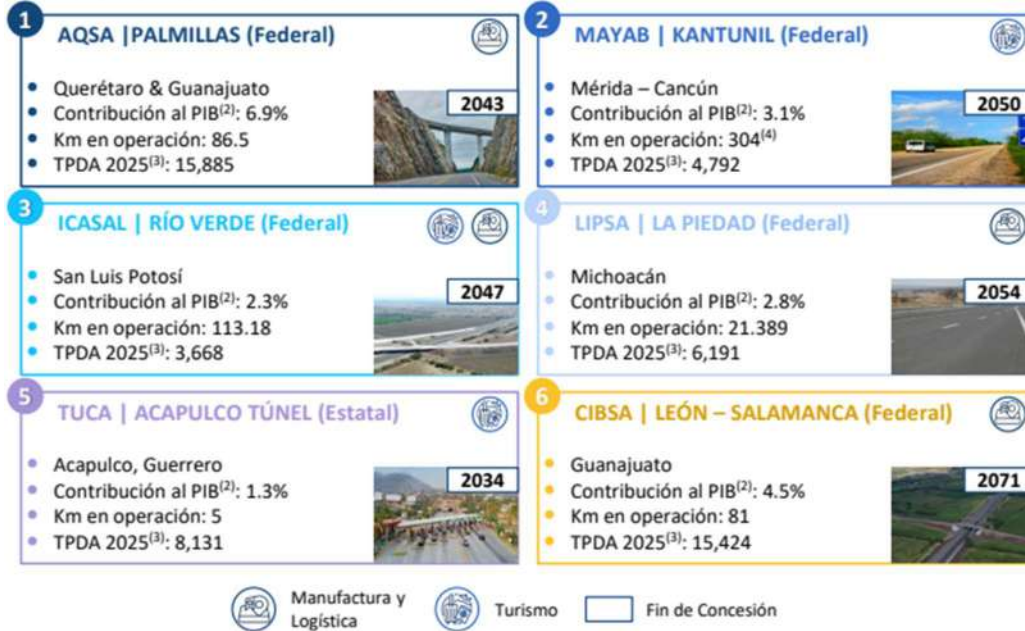 1
AQSA |PALMILLAS (Federal)
• Querétaro & Guanajuato
• Contribución al PIB(2): 6.9%
• Km en operación: 86.5
• TPDA 2025(3): 15,885
2043
2
MAYAB | KANTUNIL (Federal)
• Mérida – Cancún
• Contribución al PIB(2): 3.1%
• Km en operación: 304(4)
• TPDA 2025(3): 4,792
2050
3
ICASAL | RÍO VERDE (Federal)
• San Luis Potosí
• Contribución al PIB(2): 2.3%
• Km en operación: 113.18
• TPDA 2025(3): 3,668
2047
4
LIPSA | LA PIEDAD (Federal)
• Michoacán
• Contribución al PIB(2): 2.8%
• Km en operación: 21.389
• TPDA 2025(3): 6,191
2054
5
TUCA | ACAPULCO TÚNEL (Estatal)
• Acapulco, Guerrero
• Contribución al PIB(2): 1.3%
• Km en operación: 5
• TPDA 2025(3): 8,131
2034
6
CIBSA | LEÓN – SALAMANCA (Federal)
• Guanajuato
• Contribución al PIB(2): 4.5%
• Km en operación: 81
• TPDA 2025(3): 15,424
2071
Manufactura y
Logística
Turismo
Fin de Concesión